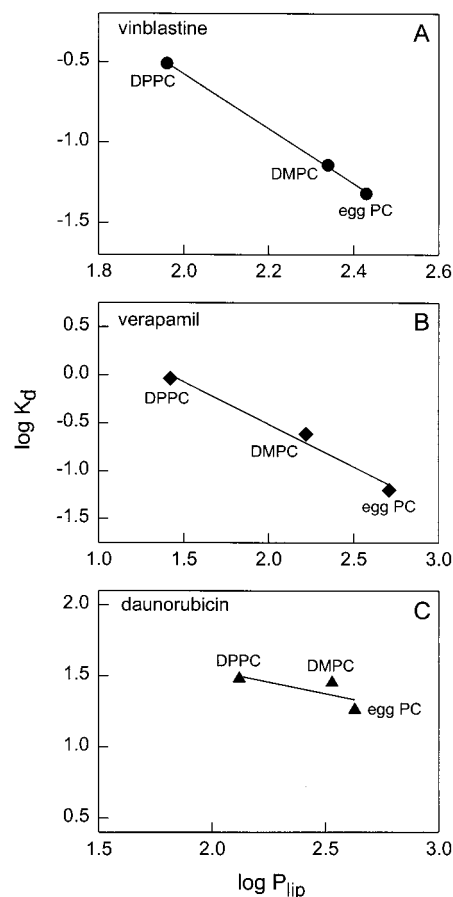 vinblastine A
-0.5
DPPC
-1.0
DMPC
egg PC
-1.5
1.8 2.0 2.2 2.4 2.6
verapamil B
0.5
0.0
DPPC
-0.5
DMPC
-1.0
egg PC
-1.5
1.0 1.5 2.0 2.5 3.0
log Kd
daunorubicin C
2.0
DPPC DMPC
1.5
egg PC
1.0
0.5
1.5 2.0 2.5 3.0
log Plip